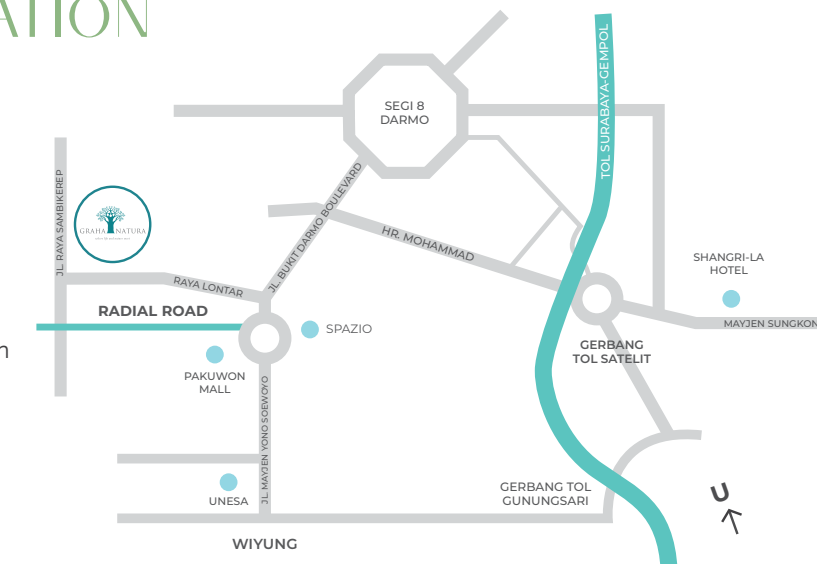 ATION
SEGI 8
DARMO
TOL SURABAYA-GEMPOL
JL. RAYA SAMBIKEREP
GRAHA NATURA
JL. BUKIT DARMO BOULEVARD
HR. MOHAMMAD
SHANGRI-LA
HOTEL
RAYA LONTAR
RADIAL ROAD
SPAZIO
MAYJEN SUNGKON
n
GERBANG
TOL SATELIT
PAKUWON
MALL
JL. MAYJEN YONO SOEWOYO
UNESA
GERBANG TOL
GUNUNGSARI
U
WIYUNG